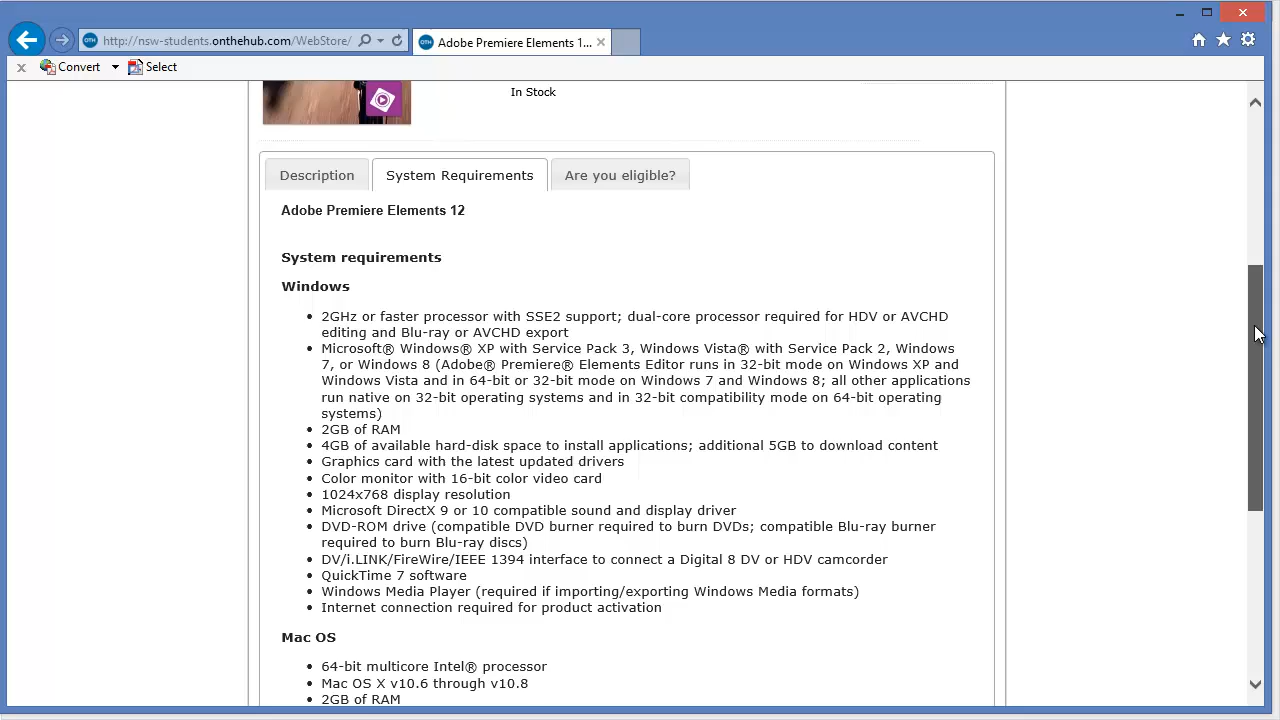 http://nsw-students.onthehub.com/WebStore/
Adobe Premiere Elements 1...
Convert
Select
In Stock
Description
System Requirements
Are you eligible?
Adobe Premiere Elements 12
System requirements
Windows
• 2GHz or faster processor with SSE2 support; dual-core processor required for HDV or AVCHD
editing and Blu-ray or AVCHD export
• Microsoft® Windows® XP with Service Pack 3, Windows Vista® with Service Pack 2, Windows
7, or Windows 8 (Adobe® Premiere® Elements Editor runs in 32-bit mode on Windows XP and
Windows Vista and in 64-bit or 32-bit mode on Windows 7 and Windows 8; all other applications
run native on 32-bit operating systems and in 32-bit compatibility mode on 64-bit operating
systems)
• 2GB of RAM
• 4GB of available hard-disk space to install applications; additional 5GB to download content
• Graphics card with the latest updated drivers
• Color monitor with 16-bit color video card
• 1024x768 display resolution
• Microsoft DirectX 9 or 10 compatible sound and display driver
• DVD-ROM drive (compatible DVD burner required to burn DVDs; compatible Blu-ray burner
required to burn Blu-ray discs)
• DV/i.LINK/FireWire/IEEE 1394 interface to connect a Digital 8 DV or HDV camcorder
• QuickTime 7 software
• Windows Media Player (required if importing/exporting Windows Media formats)
• Internet connection required for product activation
Mac OS
• 64-bit multicore Intel® processor
• Mac OS X v10.6 through v10.8
• 2GB of RAM